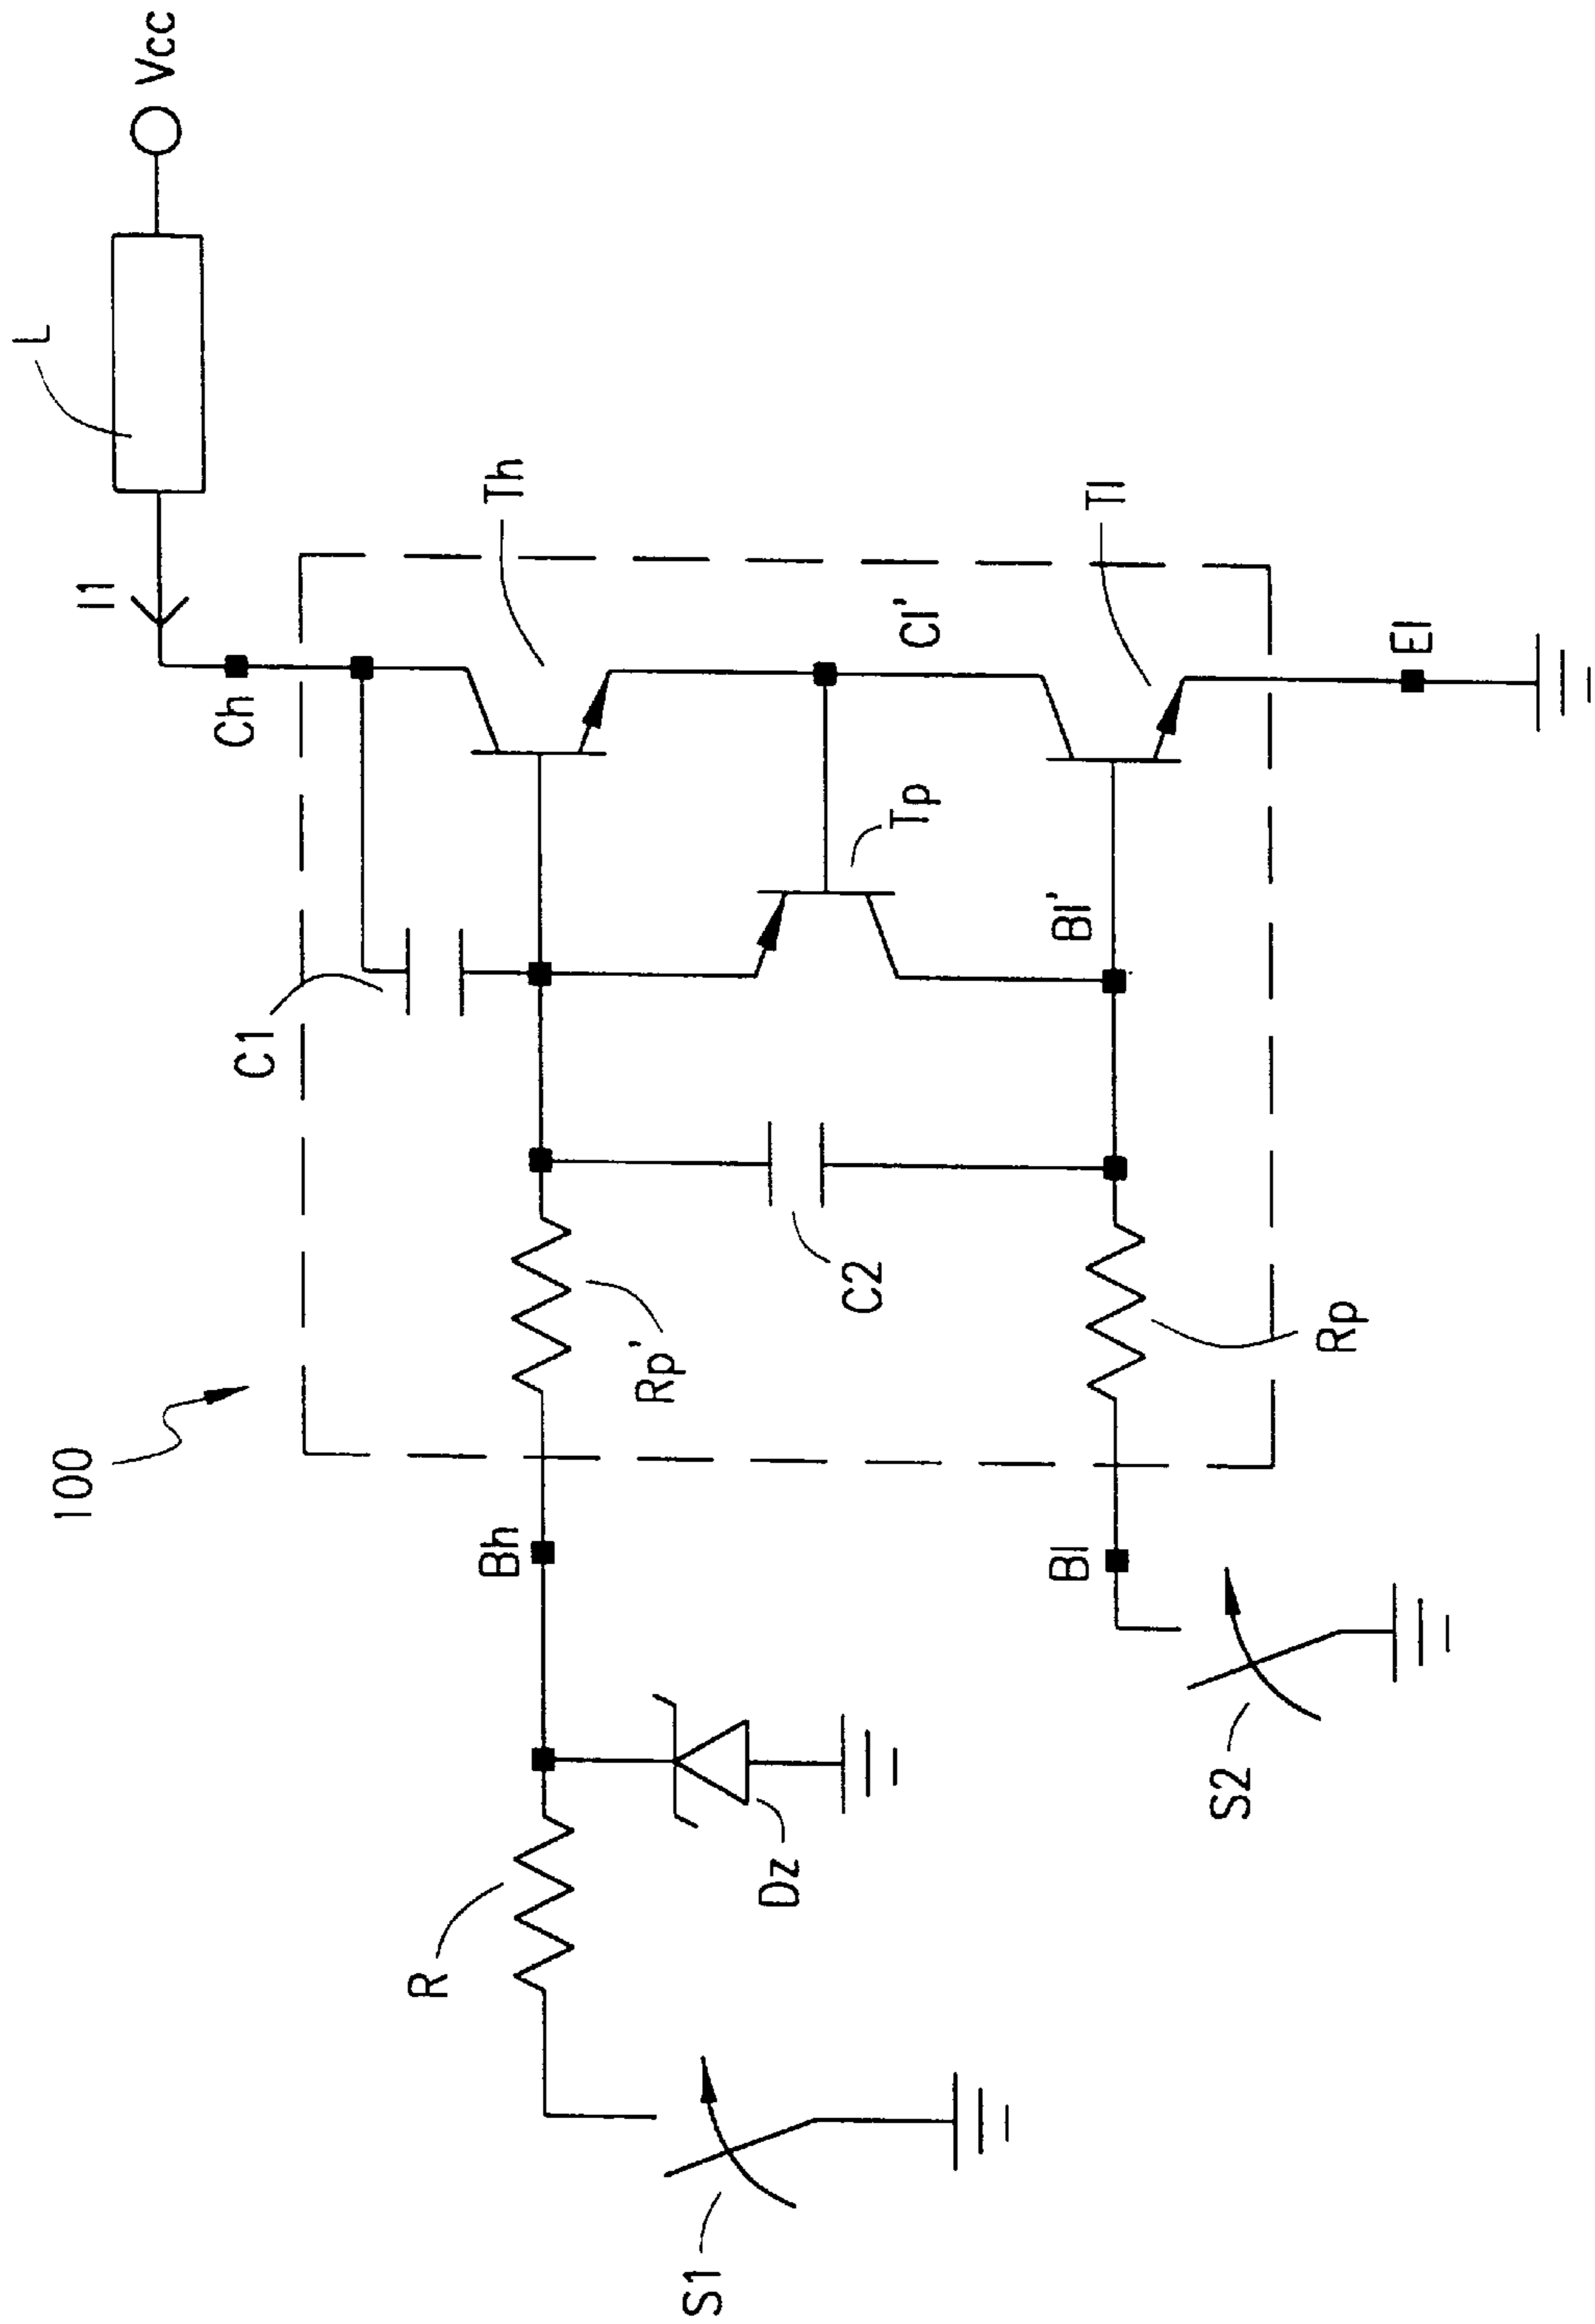 100
L
Vcc
I1
Ch
C1
Th
Bh
Rp'
R
Dz
S1
C2
Tp
Cl'
Bl'
Tl
Bl
Rp
S2
El